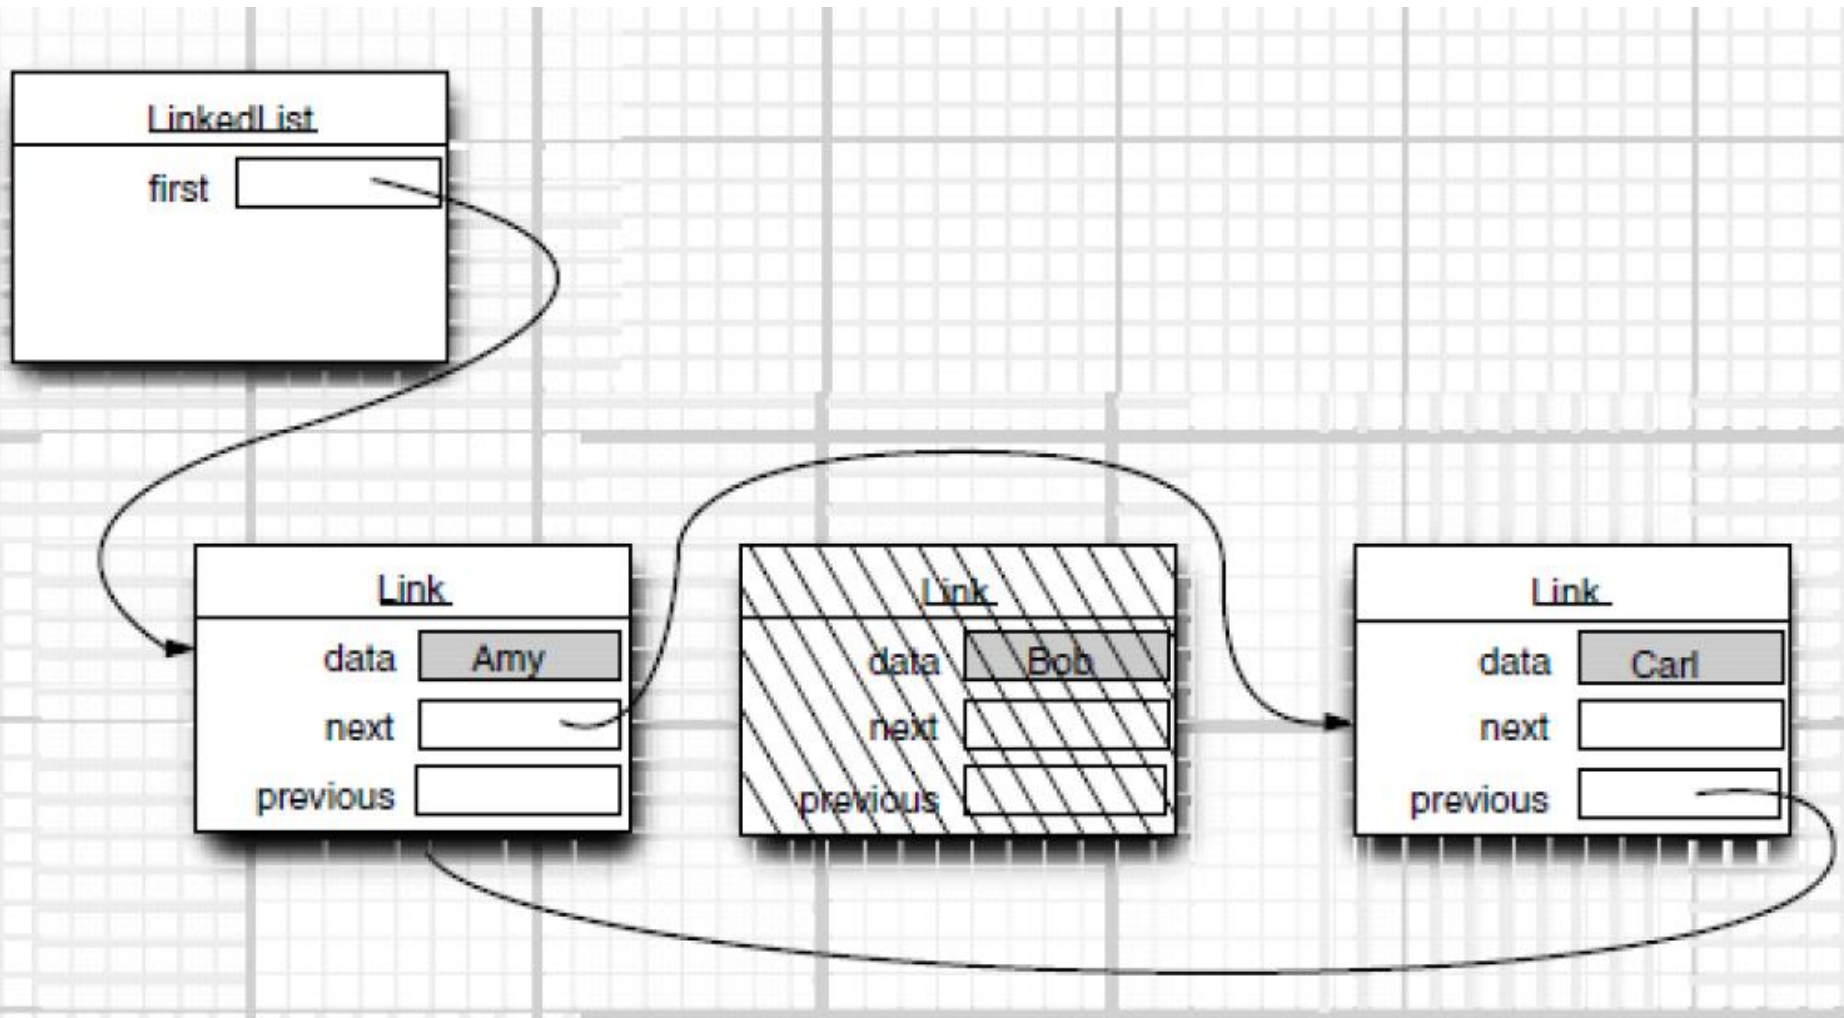 LinkedList
first
Link
data Amy
next
previous
Link
data Bob
next
previous
Link
data Carl
next
previous